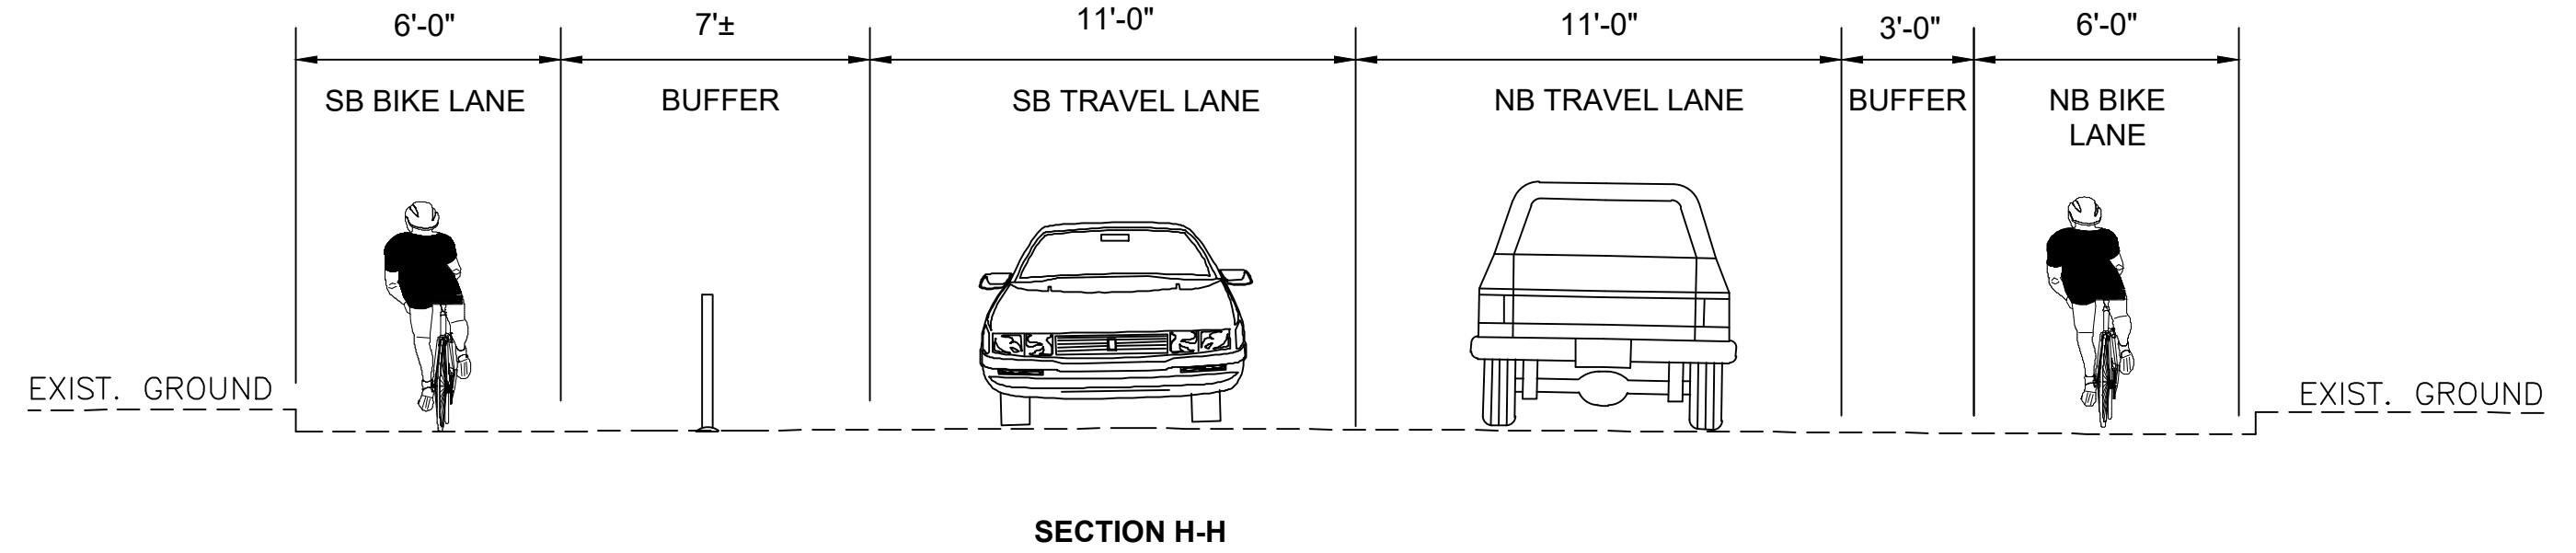 6'-0" 7'± 11'-0" 11'-0" 3'-0" 6'-0"
SB BIKE LANE BUFFER SB TRAVEL LANE NB TRAVEL LANE BUFFER NB BIKE
LANE
EXIST. GROUND EXIST. GROUND
SECTION H-H